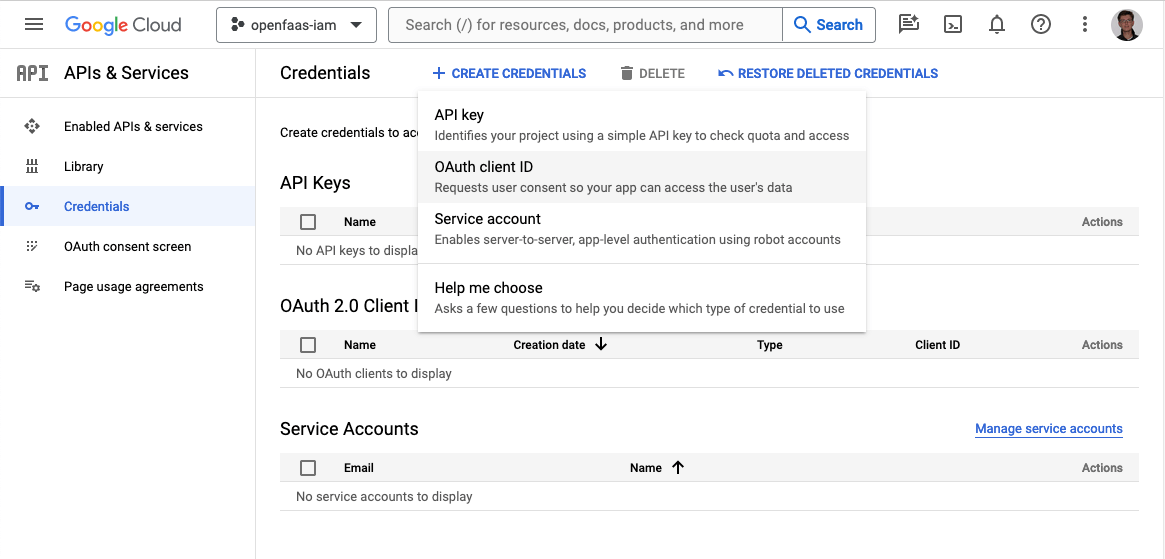 Google Cloud
openfaas-iam
Search (/) for resources, docs, products, and more
Search
API
APIs & Services
Credentials
CREATE CREDENTIALS
DELETE
RESTORE DELETED CREDENTIALS
Enabled APIs & services
Library
Credentials
OAuth consent screen
Page usage agreements
Create credentials to acc
API key
Identifies your project using a simple API key to check quota and access
OAuth client ID
Requests user consent so your app can access the user's data
Service account
Enables server-to-server, app-level authentication using robot accounts
Help me choose
Asks a few questions to help you decide which type of credential to use
API Keys
Name
Actions
No API keys to displa
OAuth 2.0 Client I
Name
Creation date
Type
Client ID
Actions
No OAuth clients to display
Service Accounts
Manage service accounts
Email
Name
Actions
No service accounts to display